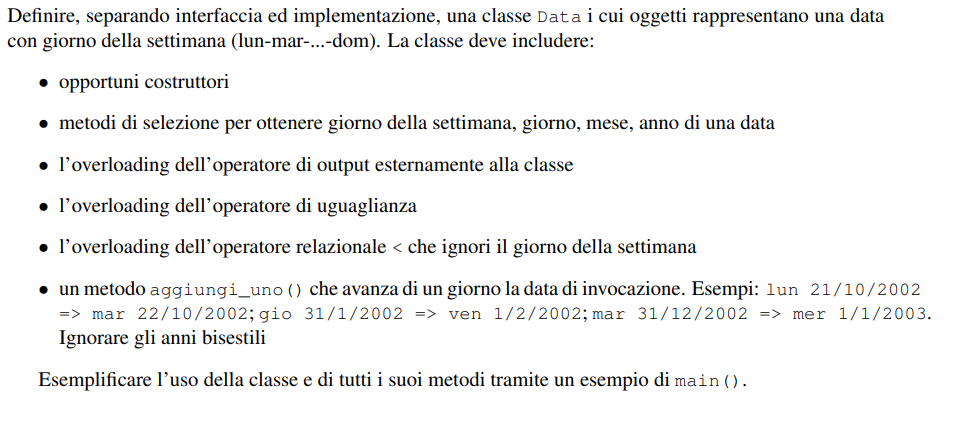 Definire, separando interfaccia ed implementazione, una classe Data i cui oggetti rappresentano una data
con giorno della settimana (lun-mar-...-dom). La classe deve includere:
• opportuni costruttori
• metodi di selezione per ottenere giorno della settimana, giorno, mese, anno di una data
• l'overloading dell'operatore di output esternamente alla classe
• l'overloading dell'operatore di uguaglianza
• l'overloading dell'operatore relazionale < che ignori il giorno della settimana
• un metodo aggiungi_uno() che avanza di un giorno la data di invocazione. Esempi: lun 21/10/2002
=> mar 22/10/2002; gio 31/1/2002 => ven 1/2/2002; mar 31/12/2002 => mer 1/1/2003.
Ignorare gli anni bisestili
Esemplificare l'uso della classe e di tutti i suoi metodi tramite un esempio di main().